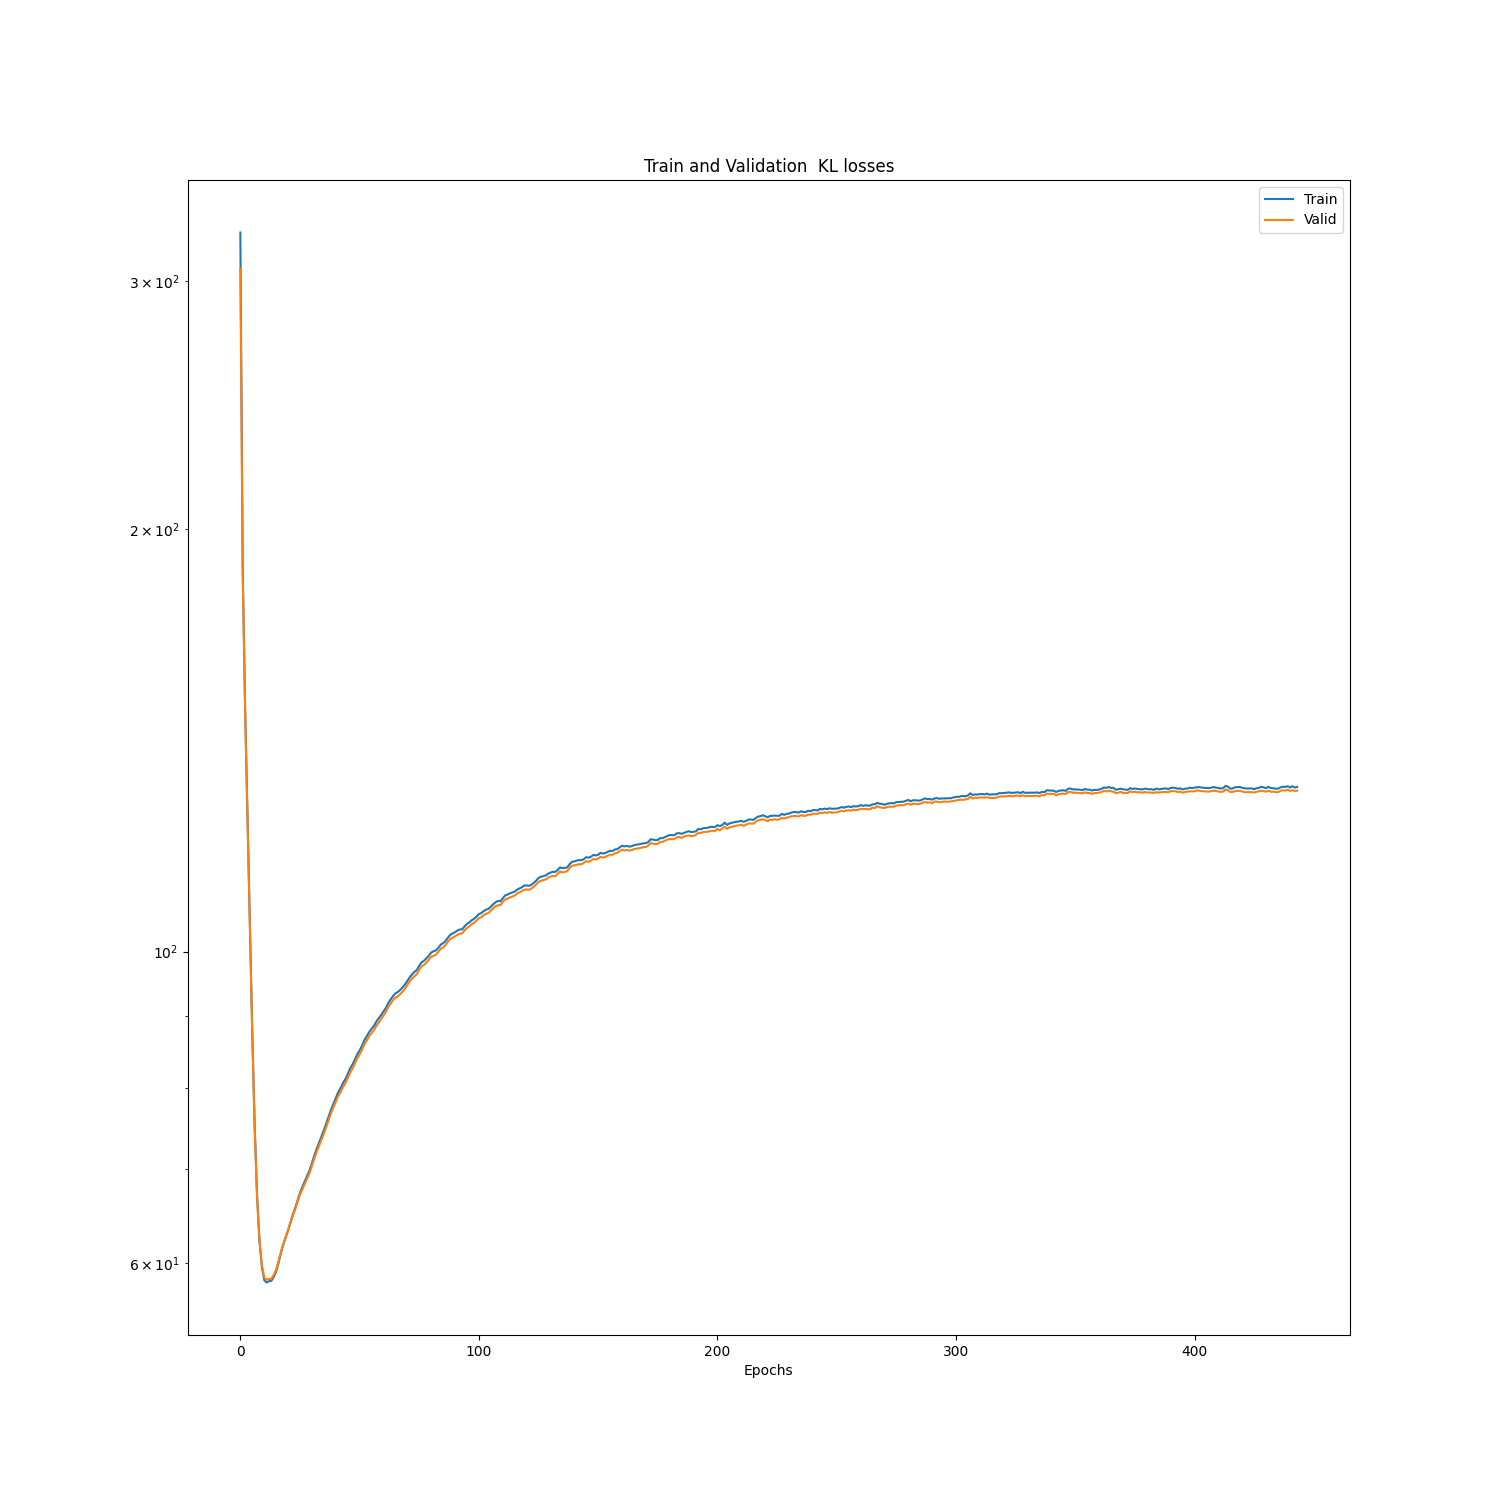 Train and Validation  KL losses
Train
Valid
3 × 10²
2 × 10²
10²
6 × 10¹
0 100 200 300 400
Epochs